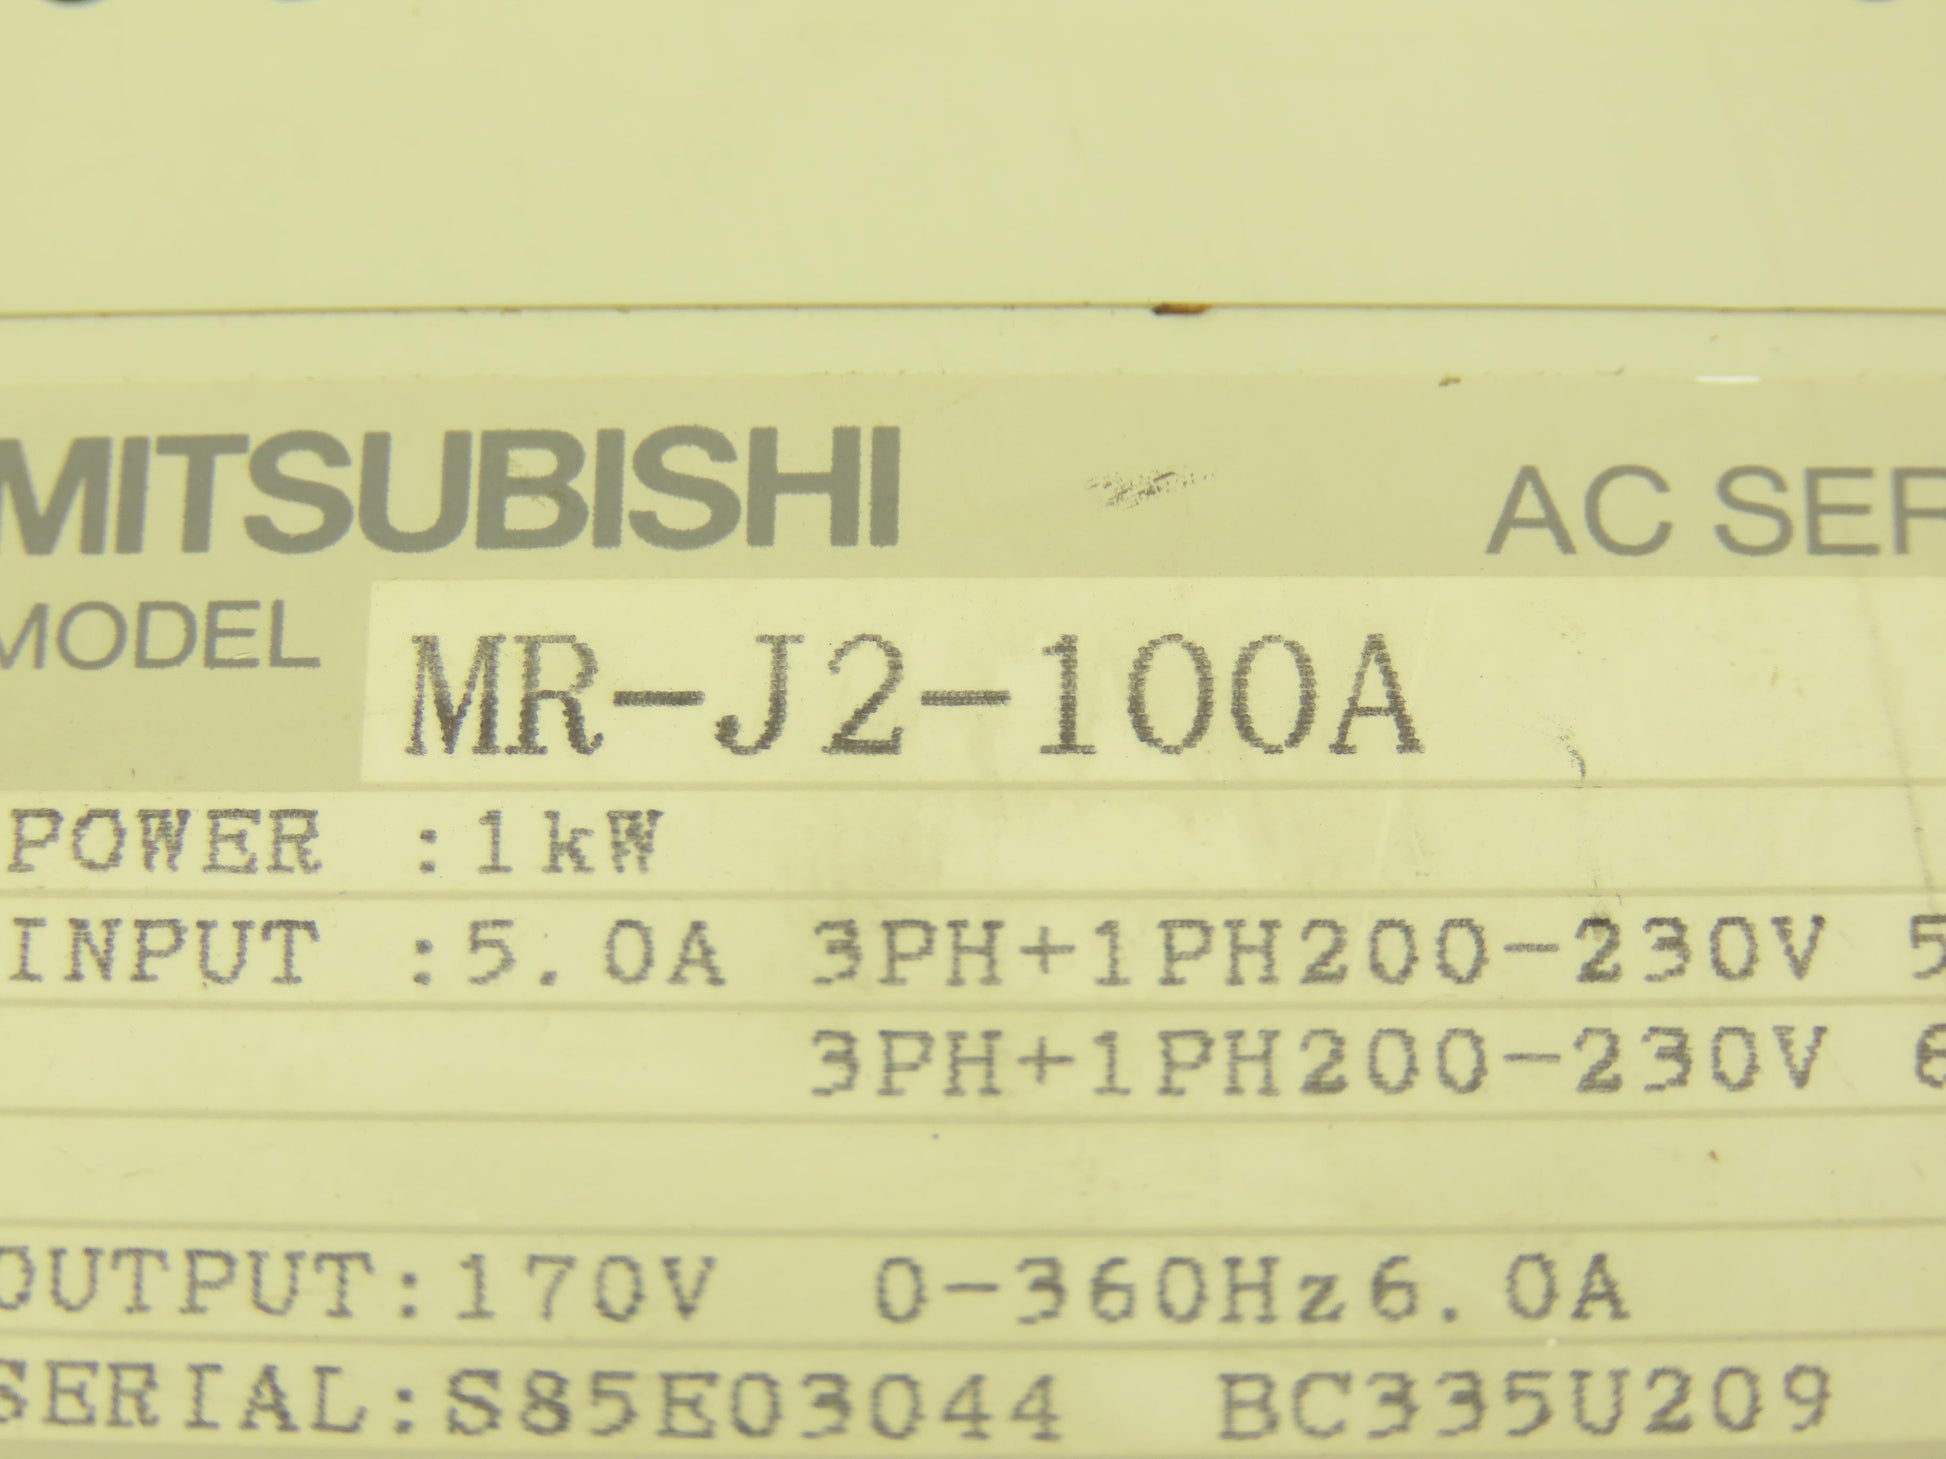 MITSUBISHI AC SER
MODEL MR-J2-100A
POWER :1kW
INPUT :5.0A 3PH+1PH200-230V 5
3PH+1PH200-230V 6
OUTPUT:170V 0-360Hz6.0A
SERIAL:S85E03044 BC335U209